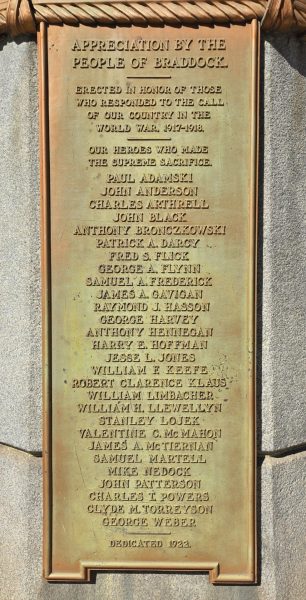 APPRECIATION BY THE
PEOPLE OF BRADDOCK.
ERECTED IN HONOR OF THOSE
WHO RESPONDED TO THE CALL
OF OUR COUNTRY IN THE
WORLD WAR, 1917-1918.
OUR HEROES WHO MADE
THE SUPREME SACRIFICE.
PAUL ADAMSKI
JOHN ANDERSON
CHARLES ARTHRELL
JOHN BLACK
ANTHONY BRONCZKOWSKI
PATRICK A. DARCY
FRED S. FLICK
GEORGE A. FLYNN
SAMUEL A. FREDERICK
JAMES A. GAVIGAN
RAYMOND J. HASSON
GEORGE HARVEY
ANTHONY HENNEGAN
HARRY E. HOFFMAN
JESSE L. JONES
WILLIAM F. KEEFE
ROBERT CLARENCE KLAUS
WILLIAM LIMBACHER
WILLIAM H. LLEWELLYN
STANLEY LOJEK
VALENTINE C. MCMAHON
JAMES A. MCTIERNAN
SAMUEL MARTELL
MIKE NEDOCK
JOHN PATTERSON
CHARLES T. POWERS
CLYDE M. TORREYSON
GEORGE WEBER
DEDICATED 1922.